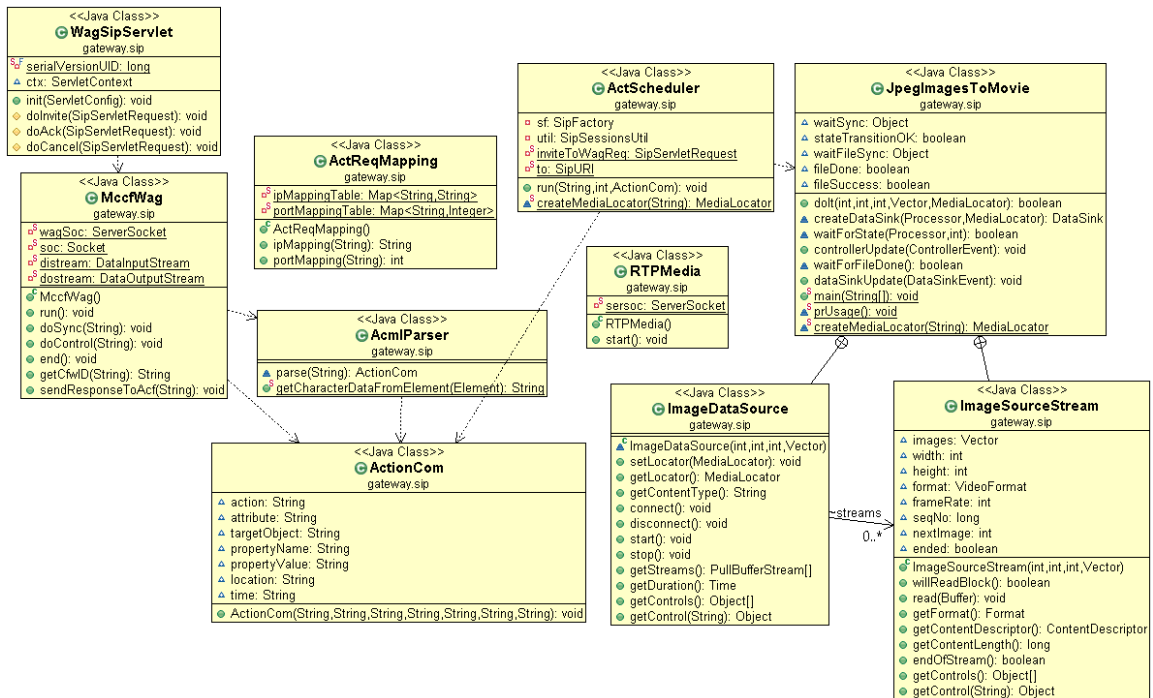 <<Java Class>>
WagSipServlet
gateway.sip
serialVersionUID: long
ctx: ServletContext
init(ServletConfig): void
doInvite(SipServletRequest): void
doAck(SipServletRequest): void
doCancel(SipServletRequest): void
<<Java Class>>
MccfWag
gateway.sip
wagSoc: ServerSocket
soc: Socket
distream: DataInputStream
dostream: DataOutputStream
MccfWag()
run(): void
doSync(String): void
doControl(String): void
end(): void
getCfwID(String): String
sendResponseToAcf(String): void
<<Java Class>>
ActReqMapping
gateway.sip
ipMappingTable: Map<String,String>
portMappingTable: Map<String,Integer>
ActReqMapping()
ipMapping(String): String
portMapping(String): int
<<Java Class>>
AcmlParser
gateway.sip
parse(String): ActionCom
getCharacterDataFromElement(Element): String
<<Java Class>>
ActionCom
gateway.sip
action: String
attribute: String
targetObject: String
propertyName: String
propertyValue: String
location: String
time: String
ActionCom(String,String,String,String,String,String,String): void
<<Java Class>>
ActScheduler
gateway.sip
sf: SipFactory
util: SipSessionsUtil
inviteToWagReq: SipServletRequest
to: SipURI
run(String,int,ActionCom): void
createMediaLocator(String): MediaLocator
<<Java Class>>
RTPMedia
gateway.sip
sersoc: ServerSocket
RTPMedia()
start(): void
<<Java Class>>
JpegImagesToMovie
gateway.sip
waitSync: Object
stateTransitionOK: boolean
waitFileSync: Object
fileDone: boolean
fileSuccess: boolean
doIt(int,int,int,Vector,MediaLocator): boolean
createDataSink(Processor,MediaLocator): DataSink
waitForState(Processor,int): boolean
controllerUpdate(ControllerEvent): void
waitForFileDone(): boolean
dataSinkUpdate(DataSinkEvent): void
main(String[]): void
prUsage(): void
createMediaLocator(String): MediaLocator
<<Java Class>>
ImageDataSource
gateway.sip
ImageDataSource(int,int,int,Vector)
setLocator(MediaLocator): void
getLocator(): MediaLocator
getContentType(): String
connect(): void
disconnect(): void
start(): void
stop(): void
getStreams(): PullBufferStream[]
getDuration(): Time
getControls(): Object[]
getControl(String): Object
~streams
0..*
<<Java Class>>
ImageSourceStream
gateway.sip
images: Vector
width: int
height: int
format: VideoFormat
frameRate: int
seqNo: long
nextImage: int
ended: boolean
ImageSourceStream(int,int,int,Vector)
willReadBlock(): boolean
read(Buffer): void
getFormat(): Format
getContentDescriptor(): ContentDescriptor
getContentLength(): long
endOfStream(): boolean
getControls(): Object[]
getControl(String): Object